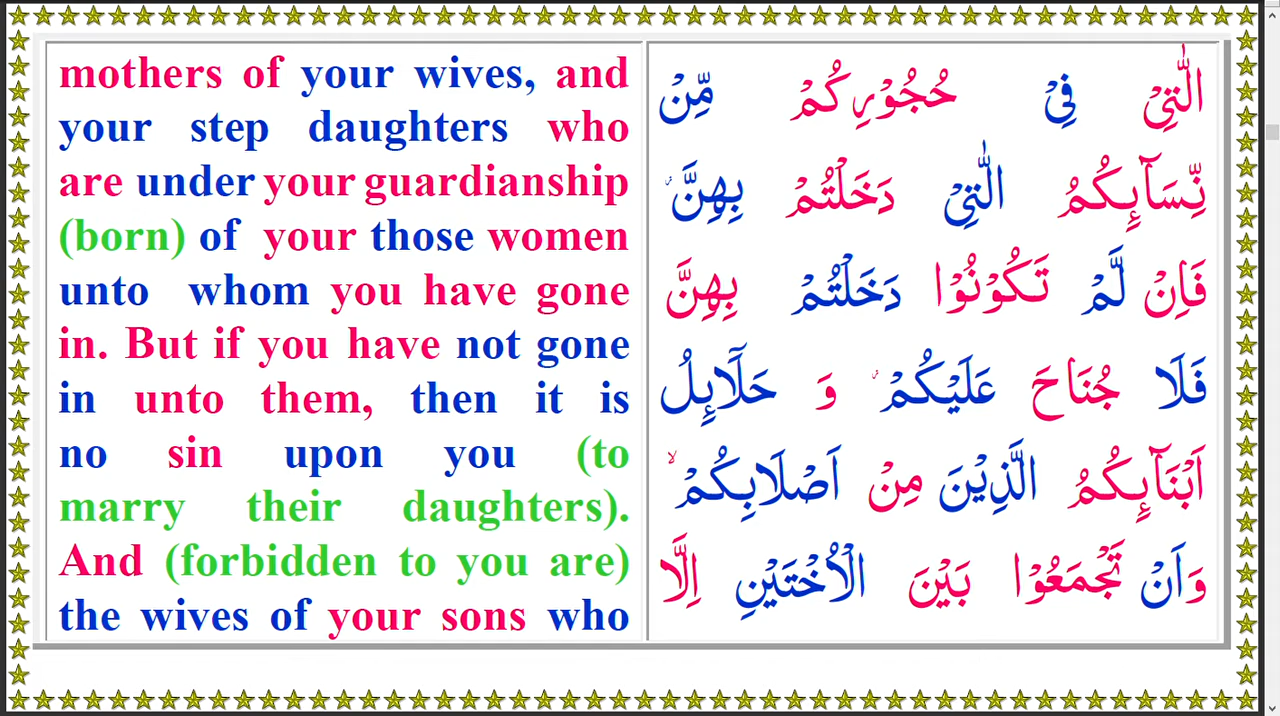 mothers of your wives, and
your step daughters who
are under your guardianship
(born) of your those women
unto whom you have gone
in. But if you have not gone
in unto them, then it is
no sin upon you (to
marry their daughters).
And (forbidden to you are)
the wives of your sons who
الّٰتِیْ فِیْ حُجُوْرِكُمْ مِّنْ
نِّسَآىِٕكُمُ الّٰتِیْ دَخَلْتُمْ بِهِنَّ ۫
فَاِنْ لَّمْ تَكُوْنُوْا دَخَلْتُمْ بِهِنَّ
فَلَا جُنَاحَ عَلَیْكُمْ ۫ وَ حَلَآىِٕلُ
اَبْنَآىِٕكُمُ الَّذِیْنَ مِنْ اَصْلَابِكُمْ ۙ
وَاَنْ تَجْمَعُوْا بَیْنَ الْاُخْتَیْنِ اِلَّا